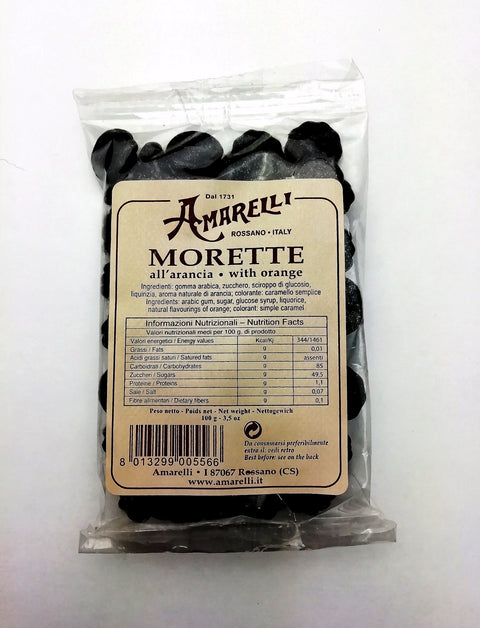 Dal 1731
AMARELLI
ROSSANO • ITALY
MORETTE
all'arancia • with orange
Ingredienti: gomma arabica, zucchero, sciroppo di glucosio,
liquirizia, aroma naturale di arancia; colorante: caramello semplice
Ingredients: arabic gum, sugar, glucose syrup, liquorice,
natural flavourings of orange; colorant: simple caramel
Informazioni Nutrizionali – Nutrition Facts
Valori nutrizionali medi per 100 g. di prodotto
Valori energetici / Energy values Kcal/Kj 344/1461
Grassi / Fats g 0,01
Acidi grassi saturi / Satured fats g assenti
Carboidrati / Carbohydrates g 85
Zuccheri / Sugars g 49,5
Proteine / Proteins g 1,1
Sale / Salt g 0,07
Fibre alimentari / Dietary fibers g 0,1
Peso netto - Poids net - Net weight - Nettogewich
100 g - 3,5 oz
Da consumarsi preferibilmente
entro il: vedi retro
Best before: see on the back
8 013299 005566
Amarelli • I 87067 Rossano (CS)
www.amarelli.it